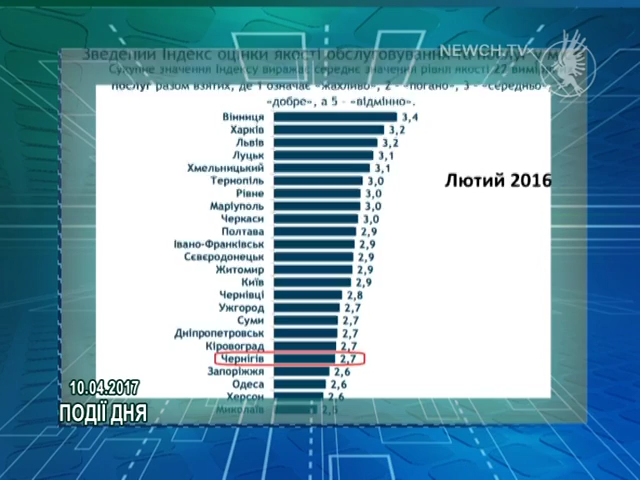 Зведений Індекс оцінки якості обслуговування
NEWCH.TV
Сукупне значення Індексу виражає середнє значення рівня якості 27
послуг разом взятих, де 1 означає «жахливо», 2 - «погано», 3 - «середньо»,
«добре», а 5 - «відмінно».
Вінниця 3,4
Харків 3,2
Львів 3,2
Луцьк 3,1
Хмельницький 3,1
Лютий 2016
Тернопіль 3,0
Рівне 3,0
Маріуполь 3,0
Черкаси 3,0
Полтава 2,9
Івано-Франківськ 2,9
Сєвєродонецьк 2,9
Житомир 2,9
Київ 2,9
Чернівці 2,8
Ужгород 2,7
Суми 2,7
Дніпропетровськ 2,7
Кіровоград 2,7
Чернігів 2,7
Запоріжжя 2,6
Одеса 2,6
Херсон 2,6
Миколаїв
10.04.2017
ПОДІЇ ДНЯ